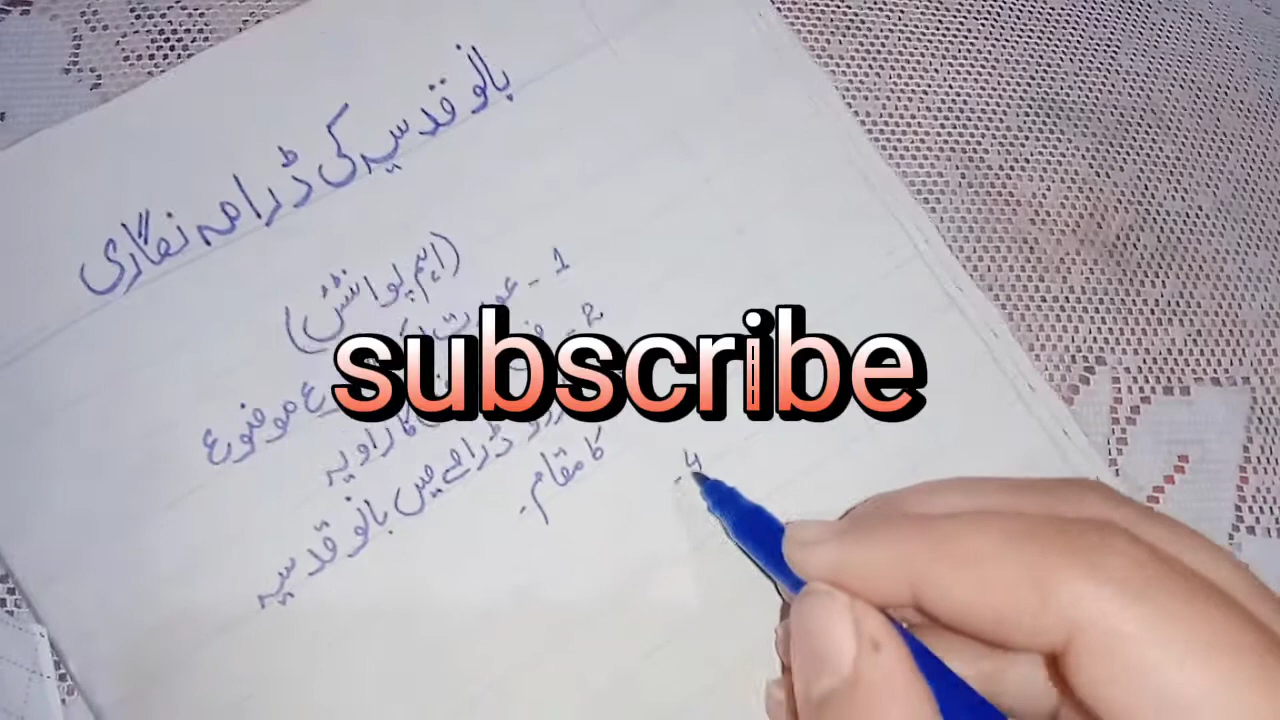 بانو قدسیہ کی ڈرامہ نگاری
(اہم پوائنٹس)
1 - عورت
2 -
موضوع
کا زاویہ
ڈرامے میں بانو قدسیہ
کا مقام -
4 -
subscribe